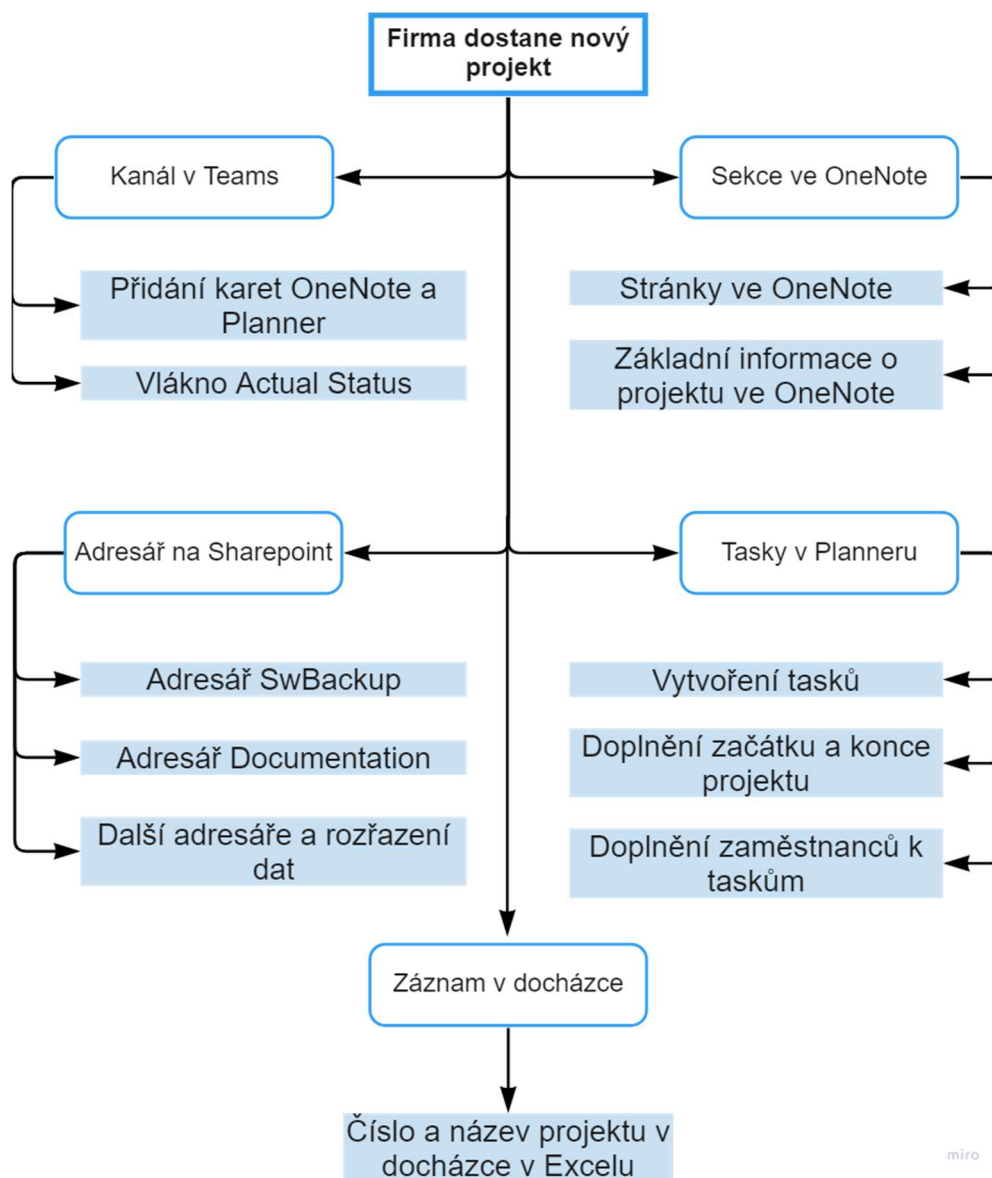 Firma dostane nový
projekt
Kanál v Teams
Sekce ve OneNote
Přidání karet OneNote a
Planner
Stránky ve OneNote
Vlákno Actual Status
Základní informace o
projektu ve OneNote
Adresář na Sharepoint
Tasky v Planneru
Adresář SwBackup
Vytvoření tasků
Adresář Documentation
Doplnění začátku a konce
projektu
Další adresáře a rozřazení
dat
Doplnění zaměstnanců k
taskům
Záznam v docházce
Číslo a název projektu v
docházce v Excelu
miro